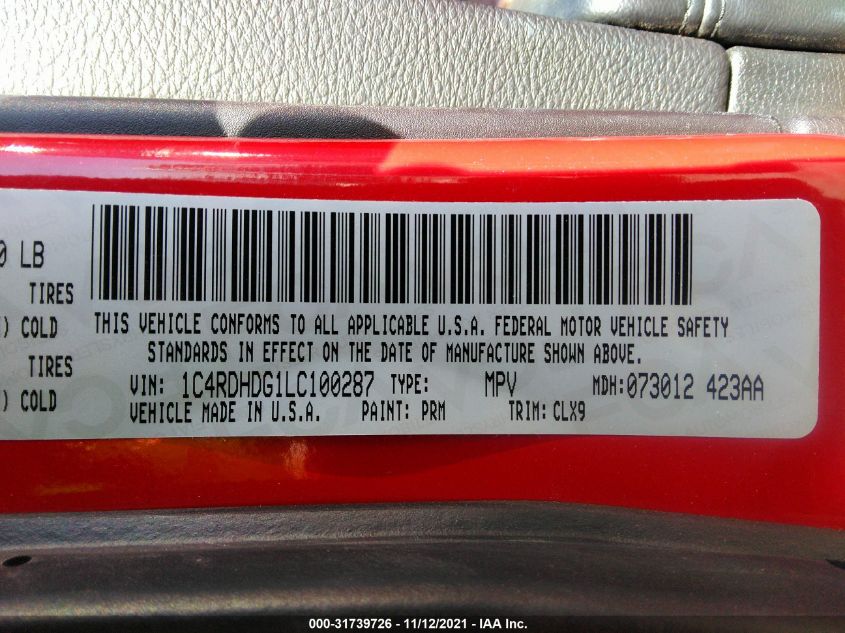 0 LB
TIRES
) COLD
TIRES
) COLD
THIS VEHICLE CONFORMS TO ALL APPLICABLE U.S.A. FEDERAL MOTOR VEHICLE SAFETY
STANDARDS IN EFFECT ON THE DATE OF MANUFACTURE SHOWN ABOVE.
VIN: 1C4RDHDG1LC100287 TYPE: MPV MDH:073012 423AA
VEHICLE MADE IN U.S.A. PAINT: PRM TRIM: CLX9
000-31739726 - 11/12/2021 - IAA Inc.